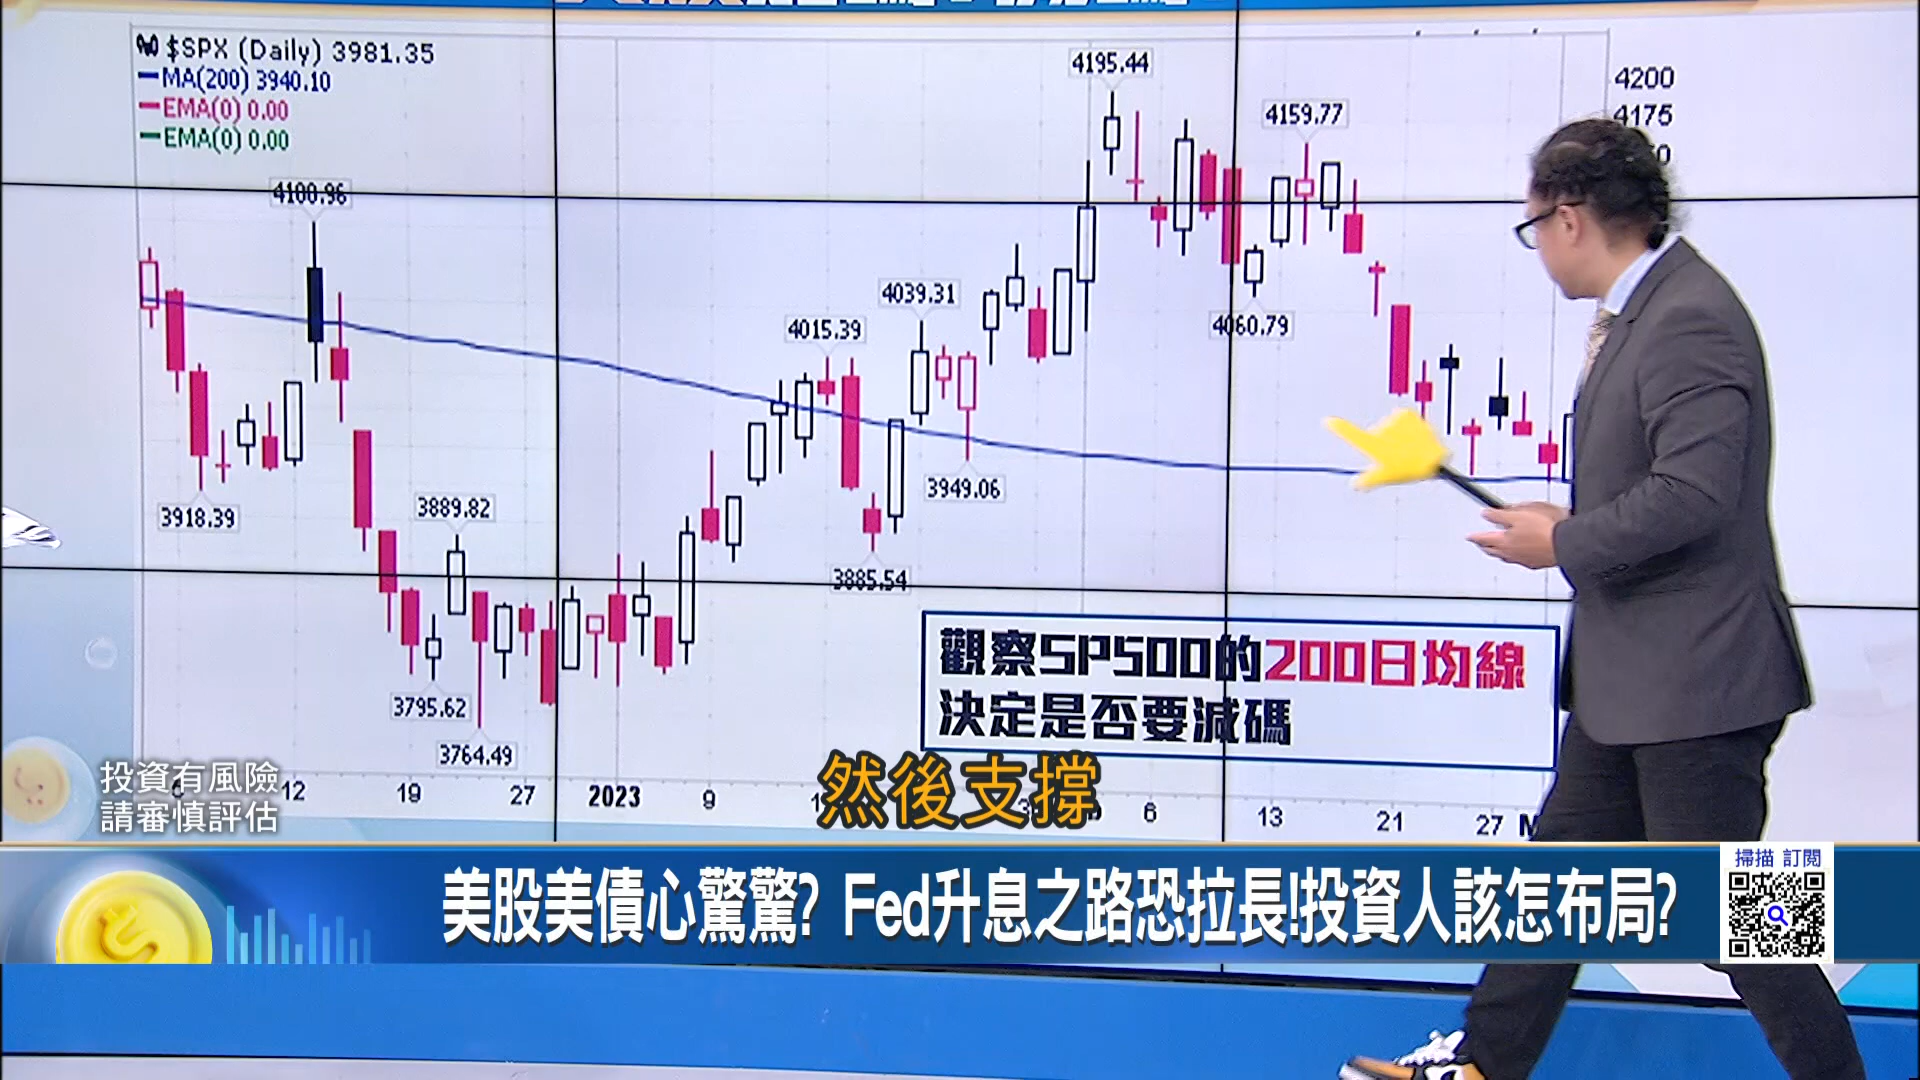 $SPX (Daily) 3981.35
MA(200) 3940.10
EMA(0) 0.00
EMA(0) 0.00
4195.44
4200
4175
4159.77
4100.96
4039.31
4015.39
4060.79
3949.06
3918.39
3889.82
3885.54
3795.62
3764.49
觀察SP500的200日均線
決定是否要減碼
12
19
27
2023
9
6
13
21
27
然後支撐
投資有風險
請審慎評估
美股美債心驚驚? Fed升息之路恐拉長!投資人該怎布局?
掃描 訂閱